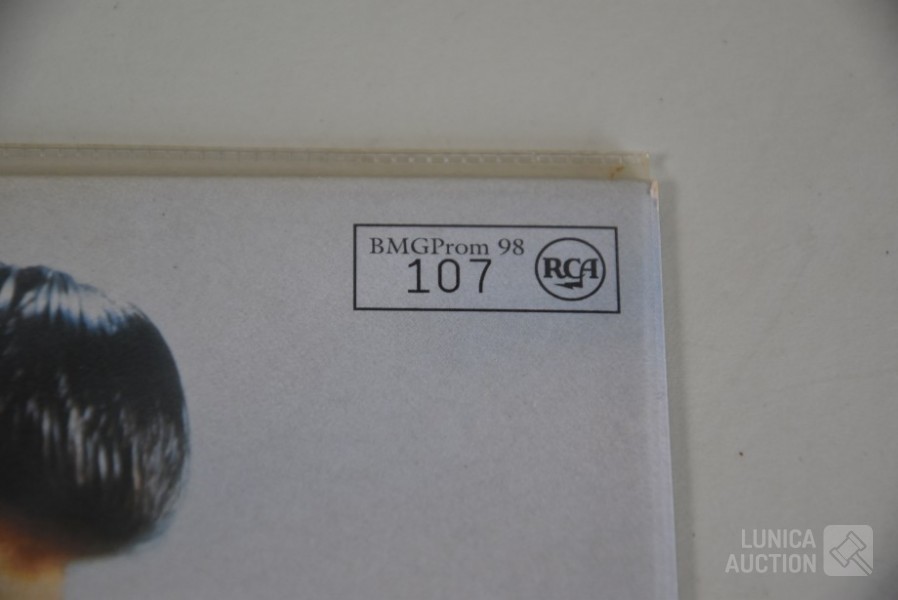 BMGProm 98
107
RCA
LUNICA
AUCTION